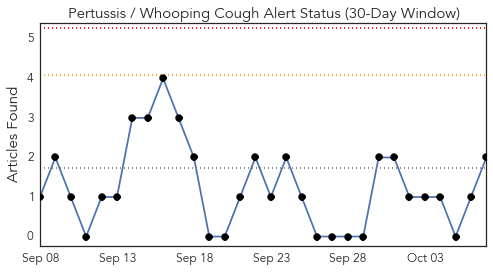 Pertussis / Whooping Cough Alert Status (30-Day Window)
Articles Found
5
4
3
2
1
0
Sep 08 Sep 13 Sep 18 Sep 23 Sep 28 Oct 03